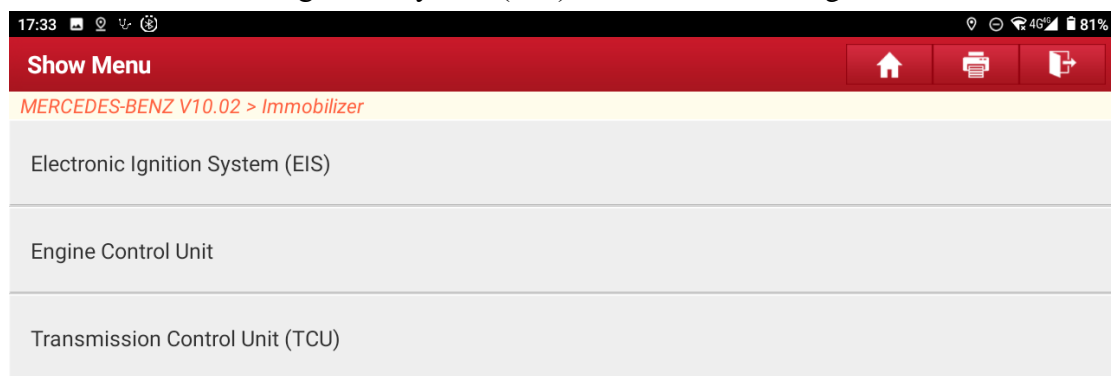 17:33 4G 81%
Show Menu
MERCEDES-BENZ V10.02 > Immobilizer
Electronic Ignition System (EIS)
Engine Control Unit
Transmission Control Unit (TCU)